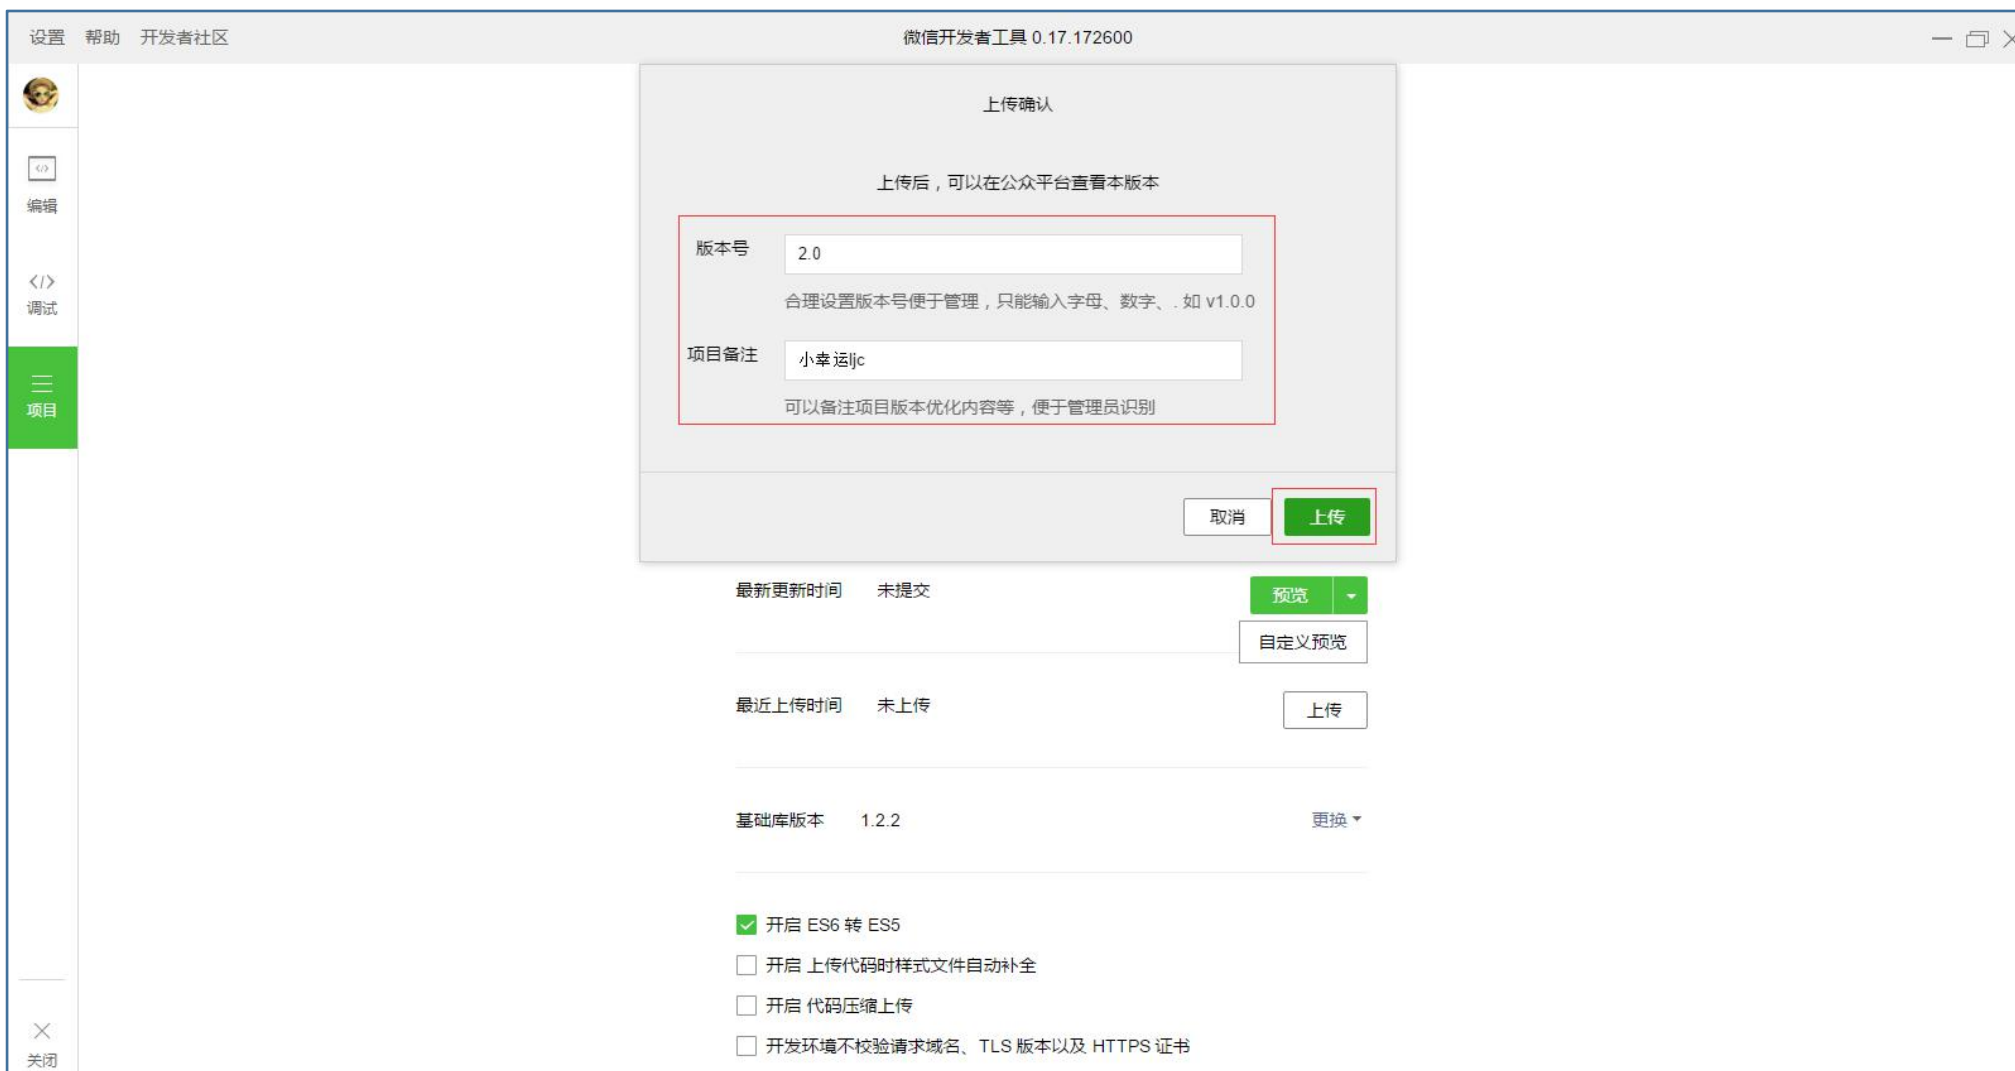 设置 帮助 开发者社区 微信开发者工具 0.17.172600
上传确认
上传后，可以在公众平台查看本版本
版本号 2.0
合理设置版本号便于管理，只能输入字母、数字、. 如 v1.0.0
项目备注 小幸运ljc
可以备注项目版本优化内容等，便于管理员识别
取消 上传
编辑
</>
调试
项目
最新更新时间 未提交 预览
自定义预览
最近上传时间 未上传 上传
基础库版本 1.2.2 更换
开启 ES6 转 ES5
开启 上传代码时样式文件自动补全
开启 代码压缩上传
开发环境不校验请求域名、TLS 版本以及 HTTPS 证书
关闭